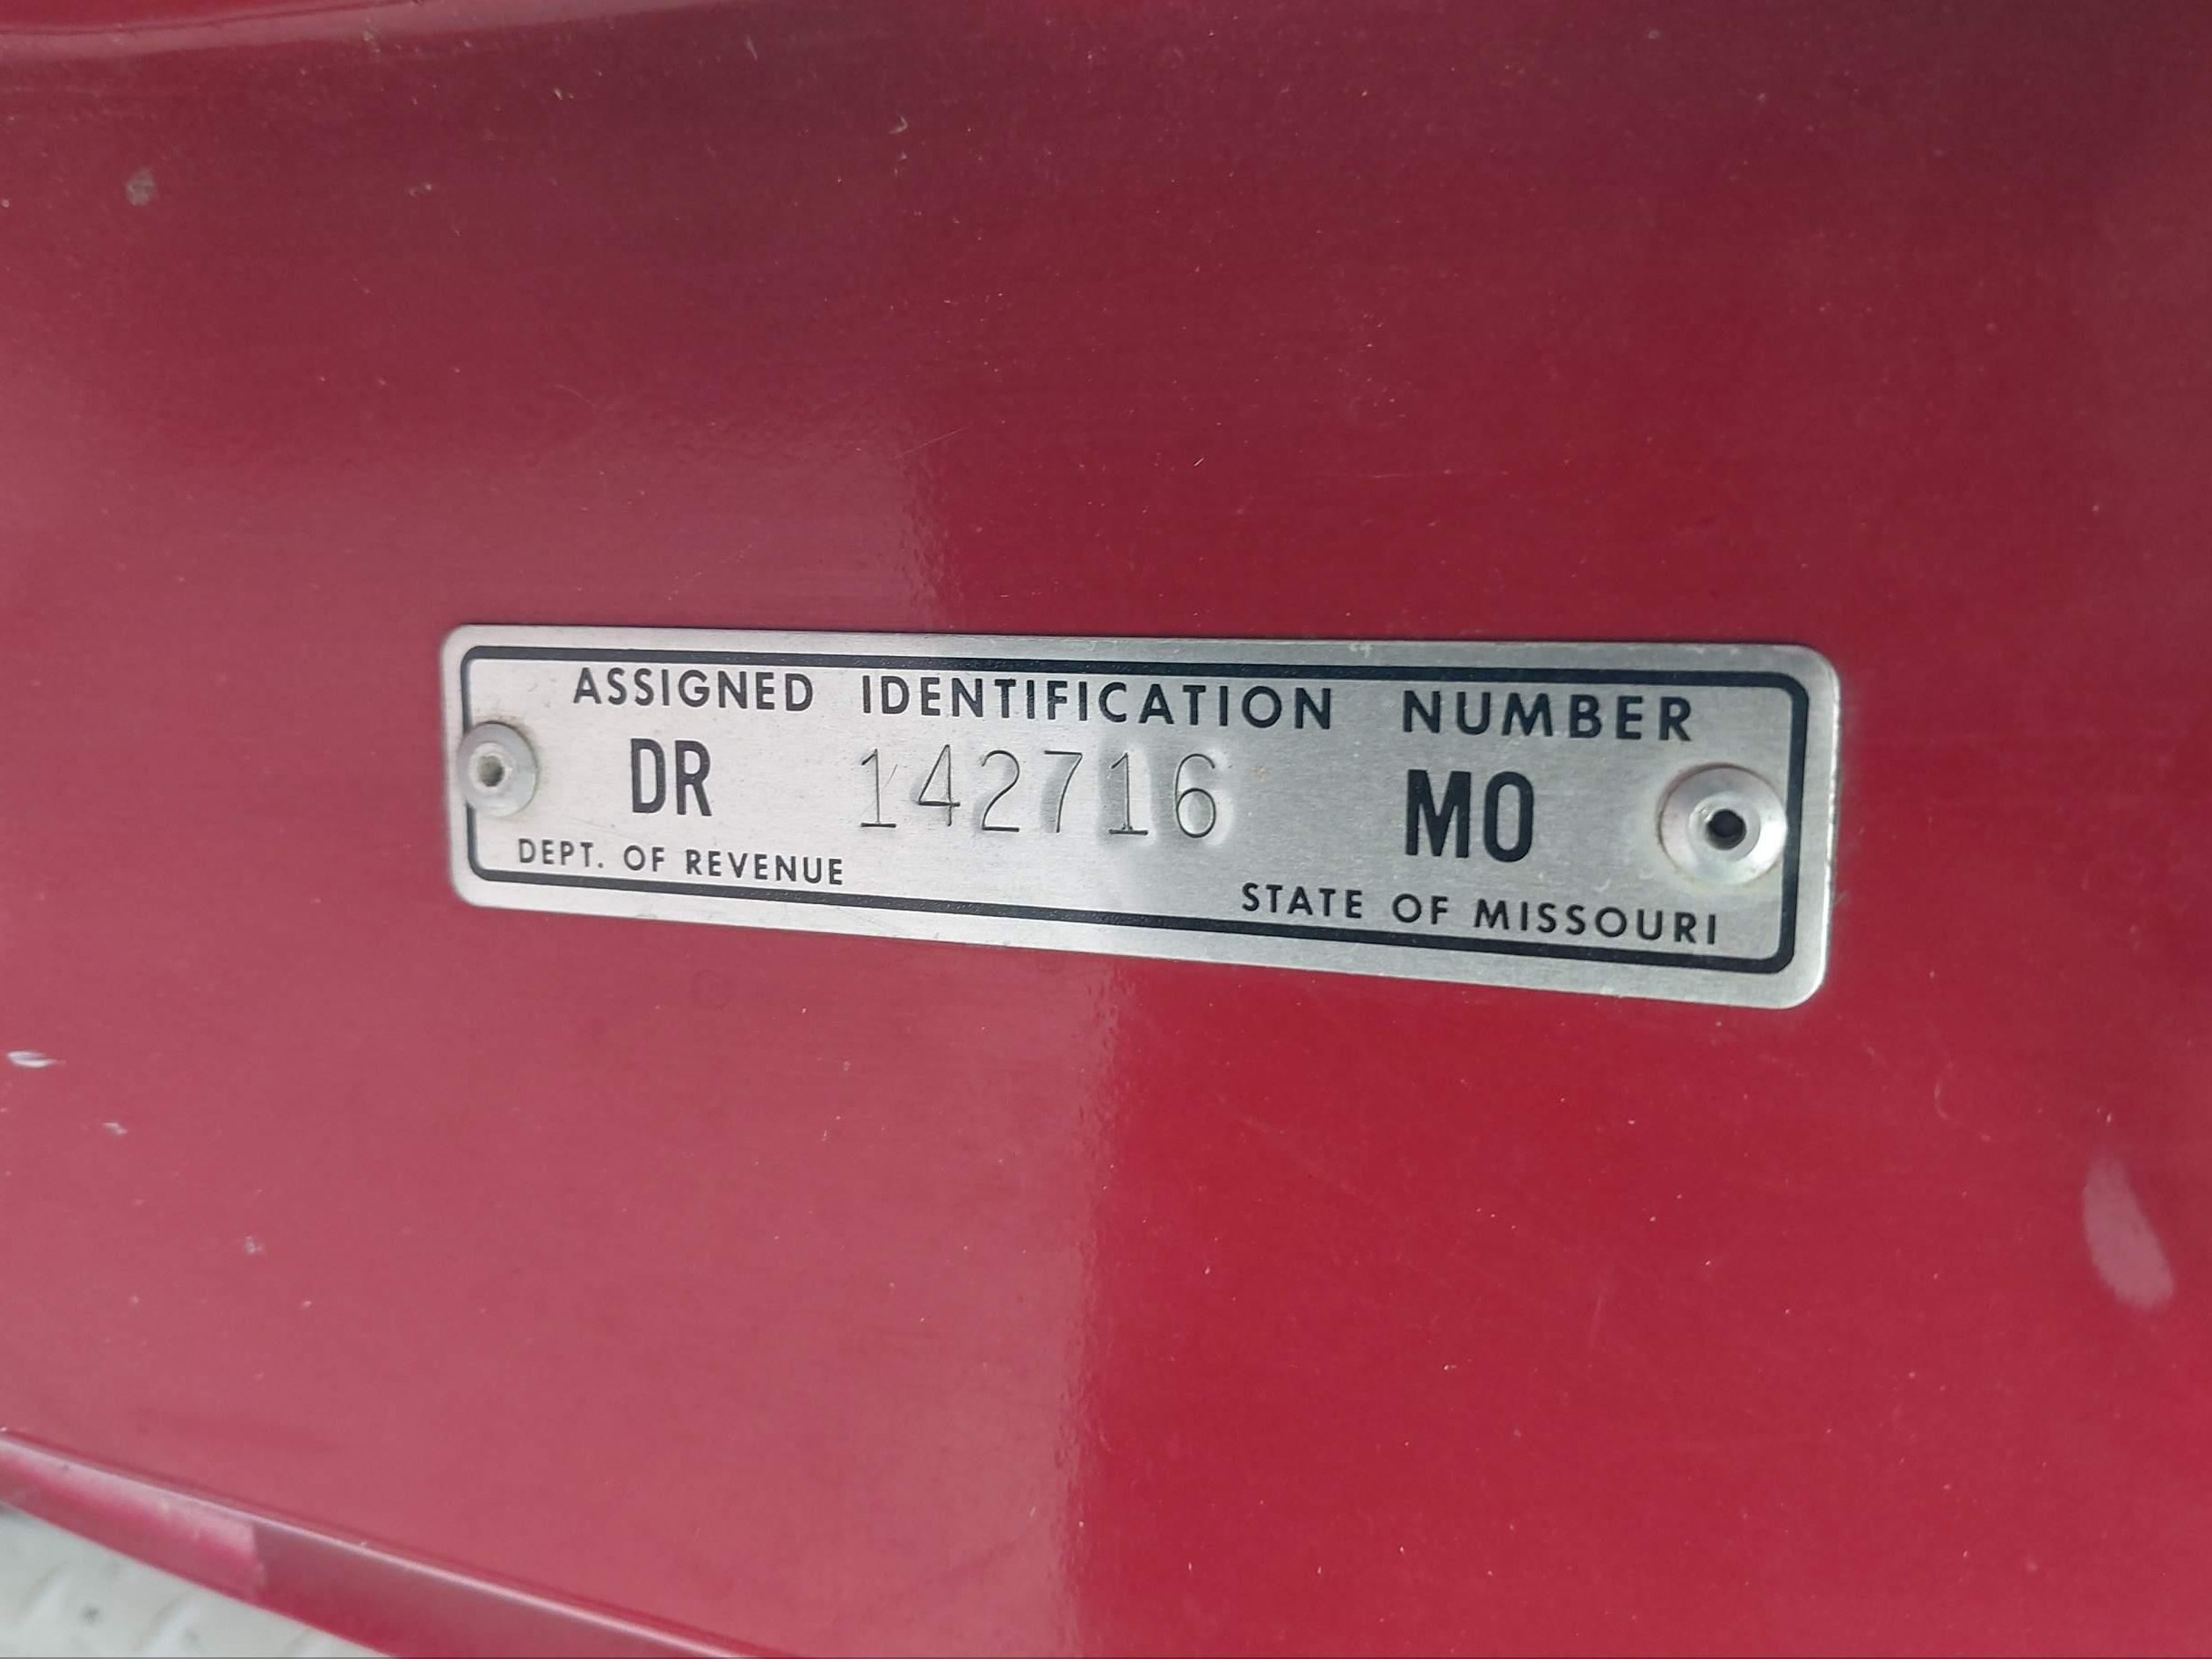 ASSIGNED IDENTIFICATION NUMBER
DR 142716 MO
DEPT. OF REVENUE
STATE OF MISSOURI